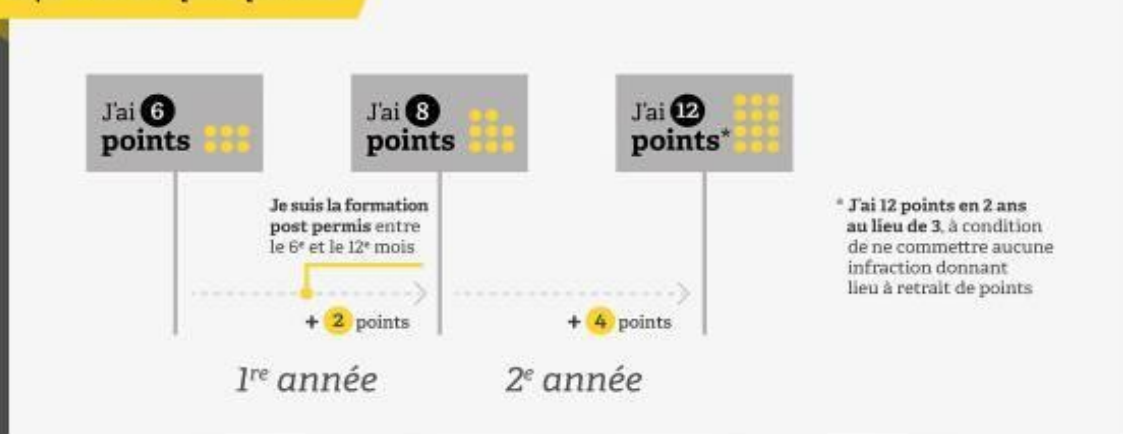 J'ai 6
points
J'ai 8
points
J'ai 12
points*
Je suis la formation
post permis entre
le 6e et le 12e mois
+ 2 points
+ 4 points
1re année
2e année
* J'ai 12 points en 2 ans
au lieu de 3, à condition
de ne commettre aucune
infraction donnant
lieu à retrait de points